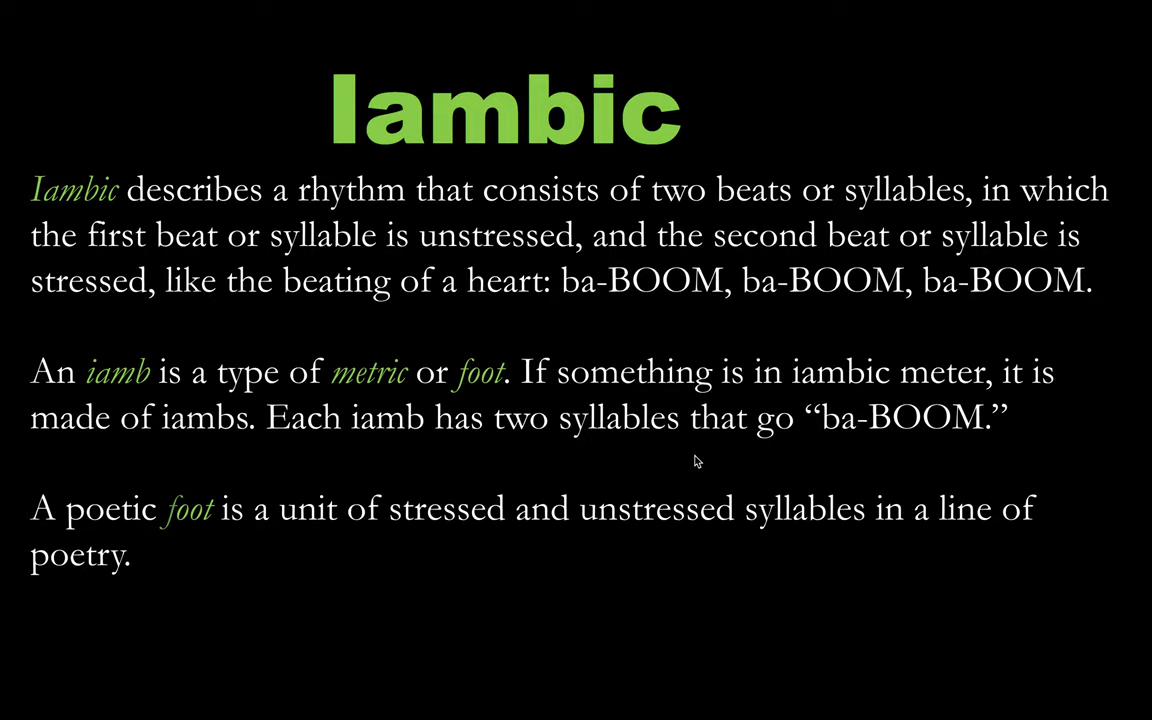 Iambic
Iambic describes a rhythm that consists of two beats or syllables, in which
the first beat or syllable is unstressed, and the second beat or syllable is
stressed, like the beating of a heart: ba-BOOM, ba-BOOM, ba-BOOM.
An iamb is a type of metric or foot. If something is in iambic meter, it is
made of iambs. Each iamb has two syllables that go “ba-BOOM.”
A poetic foot is a unit of stressed and unstressed syllables in a line of
poetry.